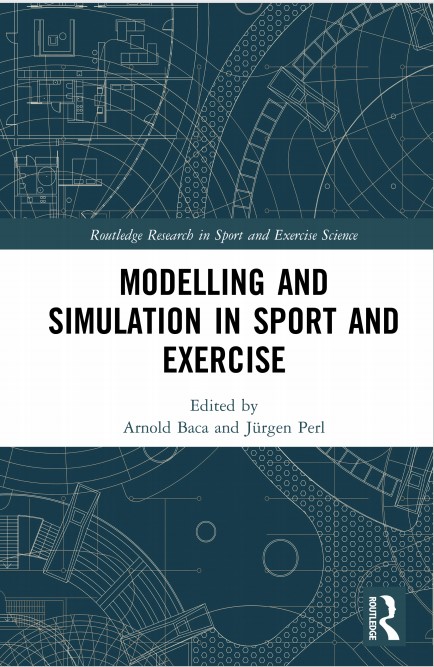 Routledge Research in Sport and Exercise Science
MODELLING AND
SIMULATION IN SPORT AND
EXERCISE
Edited by
Arnold Baca and Jürgen Perl
ROUTLEDGE